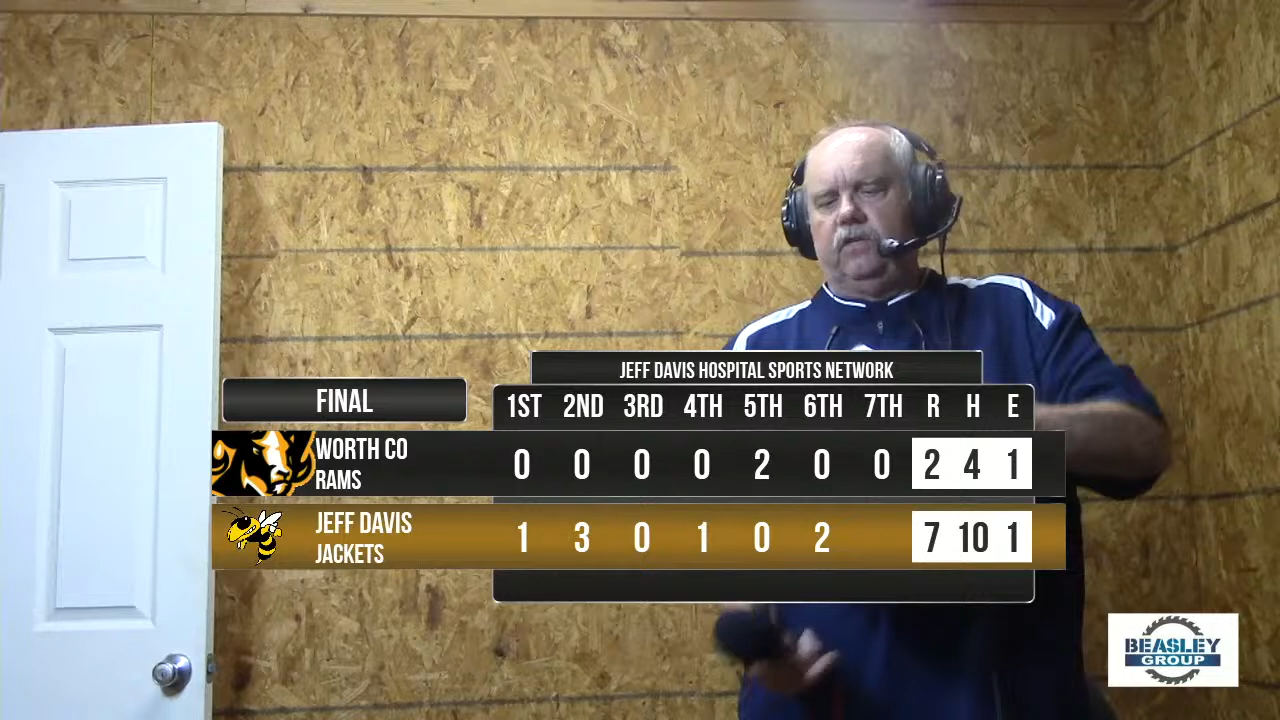 JEFF DAVIS HOSPITAL SPORTS NETWORK
FINAL 1ST 2ND 3RD 4TH 5TH 6TH 7TH R H E
WORTH CO
RAMS
0 0 0 0 2 0 0 2 4 1
JEFF DAVIS
JACKETS
1 3 0 1 0 2 7 10 1
BEASLEY
GROUP